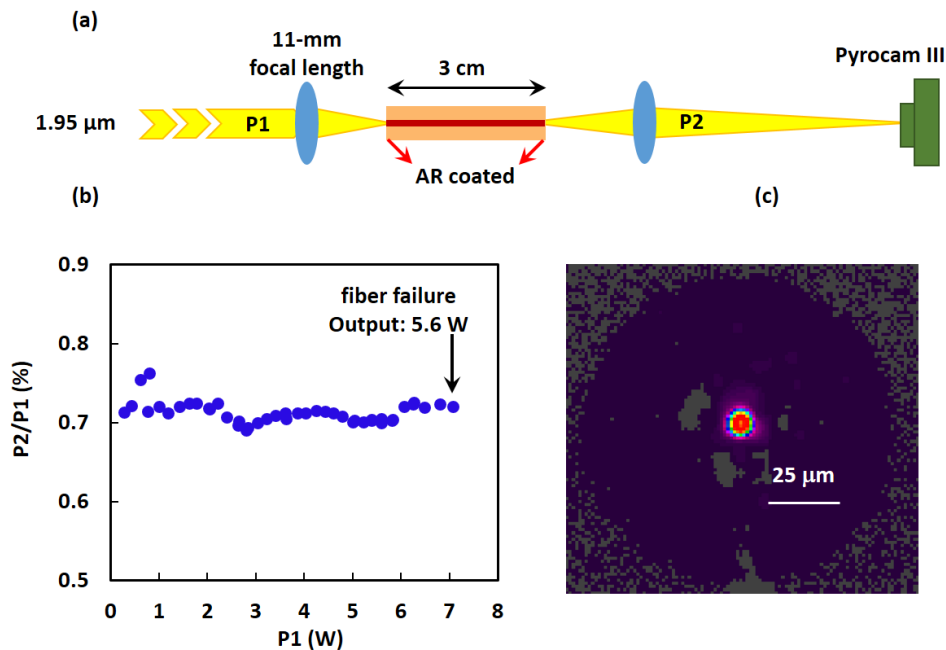 (a)
11-mm
focal length
3 cm
Pyrocam III
1.95 μm
P1
P2
AR coated
(b)
(c)
0.9
0.8
0.7
0.6
0.5
P2/P1 (%)
fiber failure
Output: 5.6 W
0 1 2 3 4 5 6 7 8
P1 (W)
25 μm